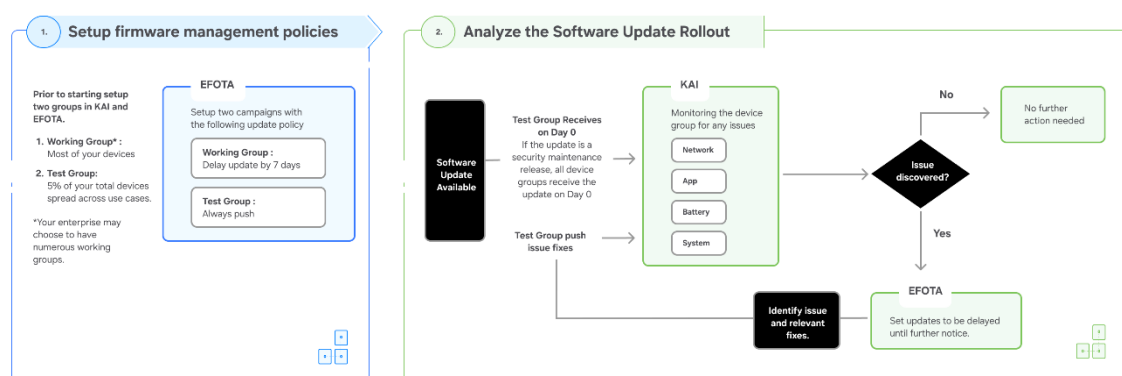 1.
Setup firmware management policies
Prior to starting setup
two groups in KAI and
EFOTA.
1. Working Group* :
Most of your devices
2. Test Group:
5% of your total devices
spread across use cases.
*Your enterprise may
choose to have
numerous working
groups.
EFOTA
Setup two campaigns with
the following update policy
Working Group :
Delay update by 7 days
Test Group :
Always push
2.
Analyze the Software Update Rollout
Software
Update
Available
Test Group Receives
on Day 0
If the update is a
security maintenance
release, all device
groups receive the
update on Day 0
Test Group push
issue fixes
KAI
Monitoring the device
group for any issues
Network
App
Battery
System
Issue
discovered?
No
No further
action needed
Yes
EFOTA
Set updates to be delayed
until further notice.
Identify issue
and relevant
fixes.